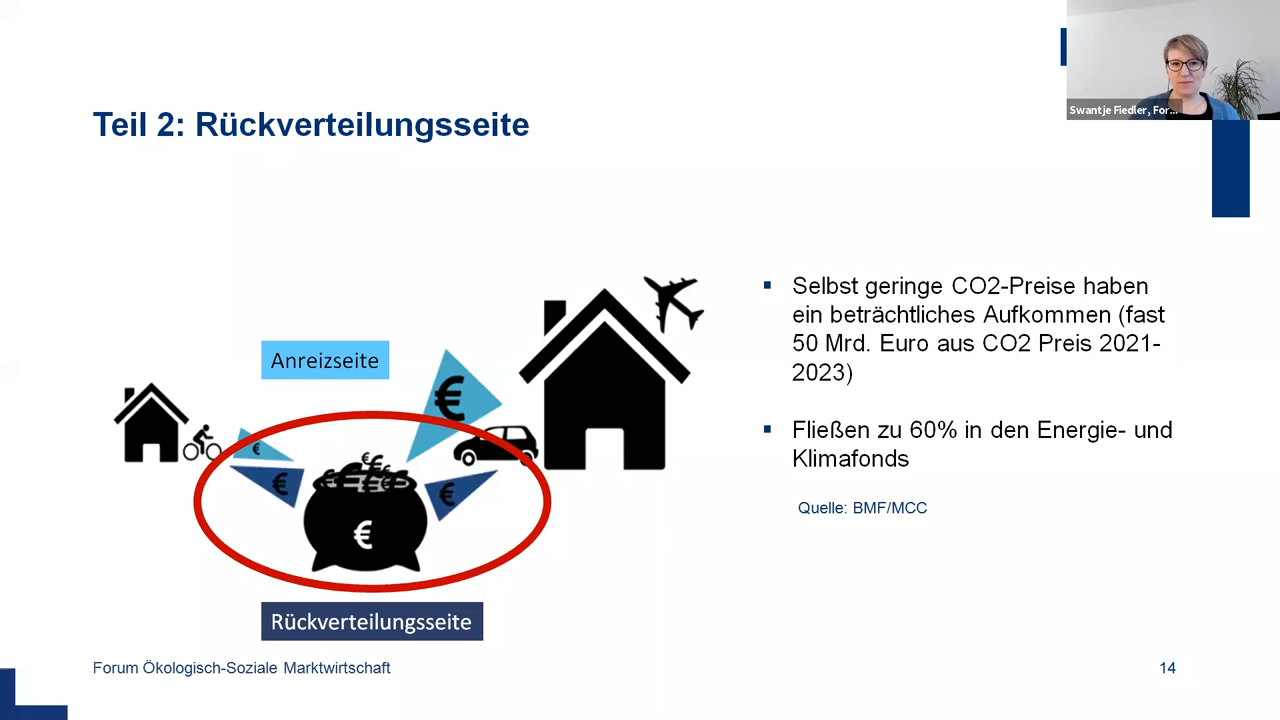 Swantje Fiedler, For...
Teil 2: Rückverteilungsseite
Anreizseite
€
€
€
€
€
Rückverteilungsseite
▪ Selbst geringe CO2-Preise haben
ein beträchtliches Aufkommen (fast
50 Mrd. Euro aus CO2 Preis 2021-
2023)
▪ Fließen zu 60% in den Energie- und
Klimafonds
Quelle: BMF/MCC
Forum Ökologisch-Soziale Marktwirtschaft
14